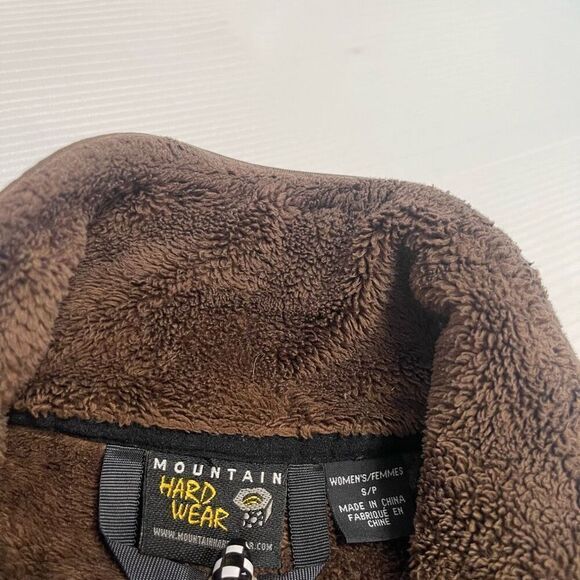 MOUNTAIN
HARD
WEAR
WOMEN'S/FEMMES
S/P
MADE IN CHINA
FABRIQUÉ EN
CHINE